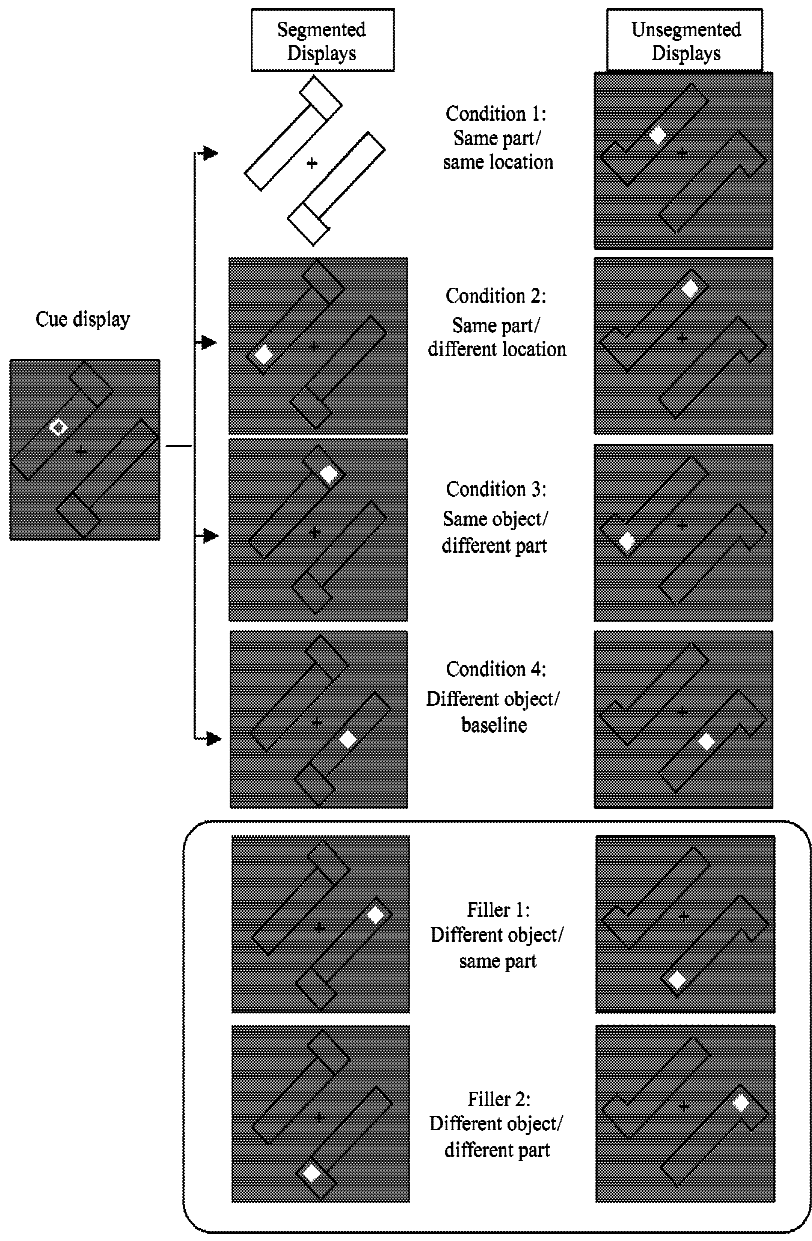 Segmented
Displays
Unsegmented
Displays
Condition 1:
Same part/
same location
Cue display
Condition 2:
Same part/
different location
Condition 3:
Same object/
different part
Condition 4:
Different object/
baseline
Filler 1:
Different object/
same part
Filler 2:
Different object/
different part